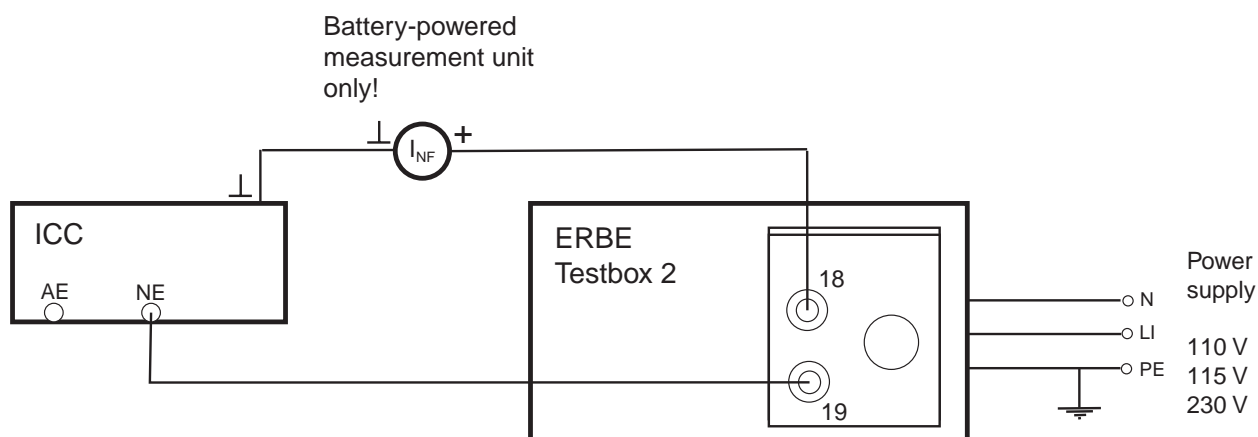 Battery-powered
measurement unit
only!
⊥
I_NF
+
⊥
ICC
AE
NE
ERBE
Testbox 2
18
19
N
LI
PE
Power
supply
110 V
115 V
230 V